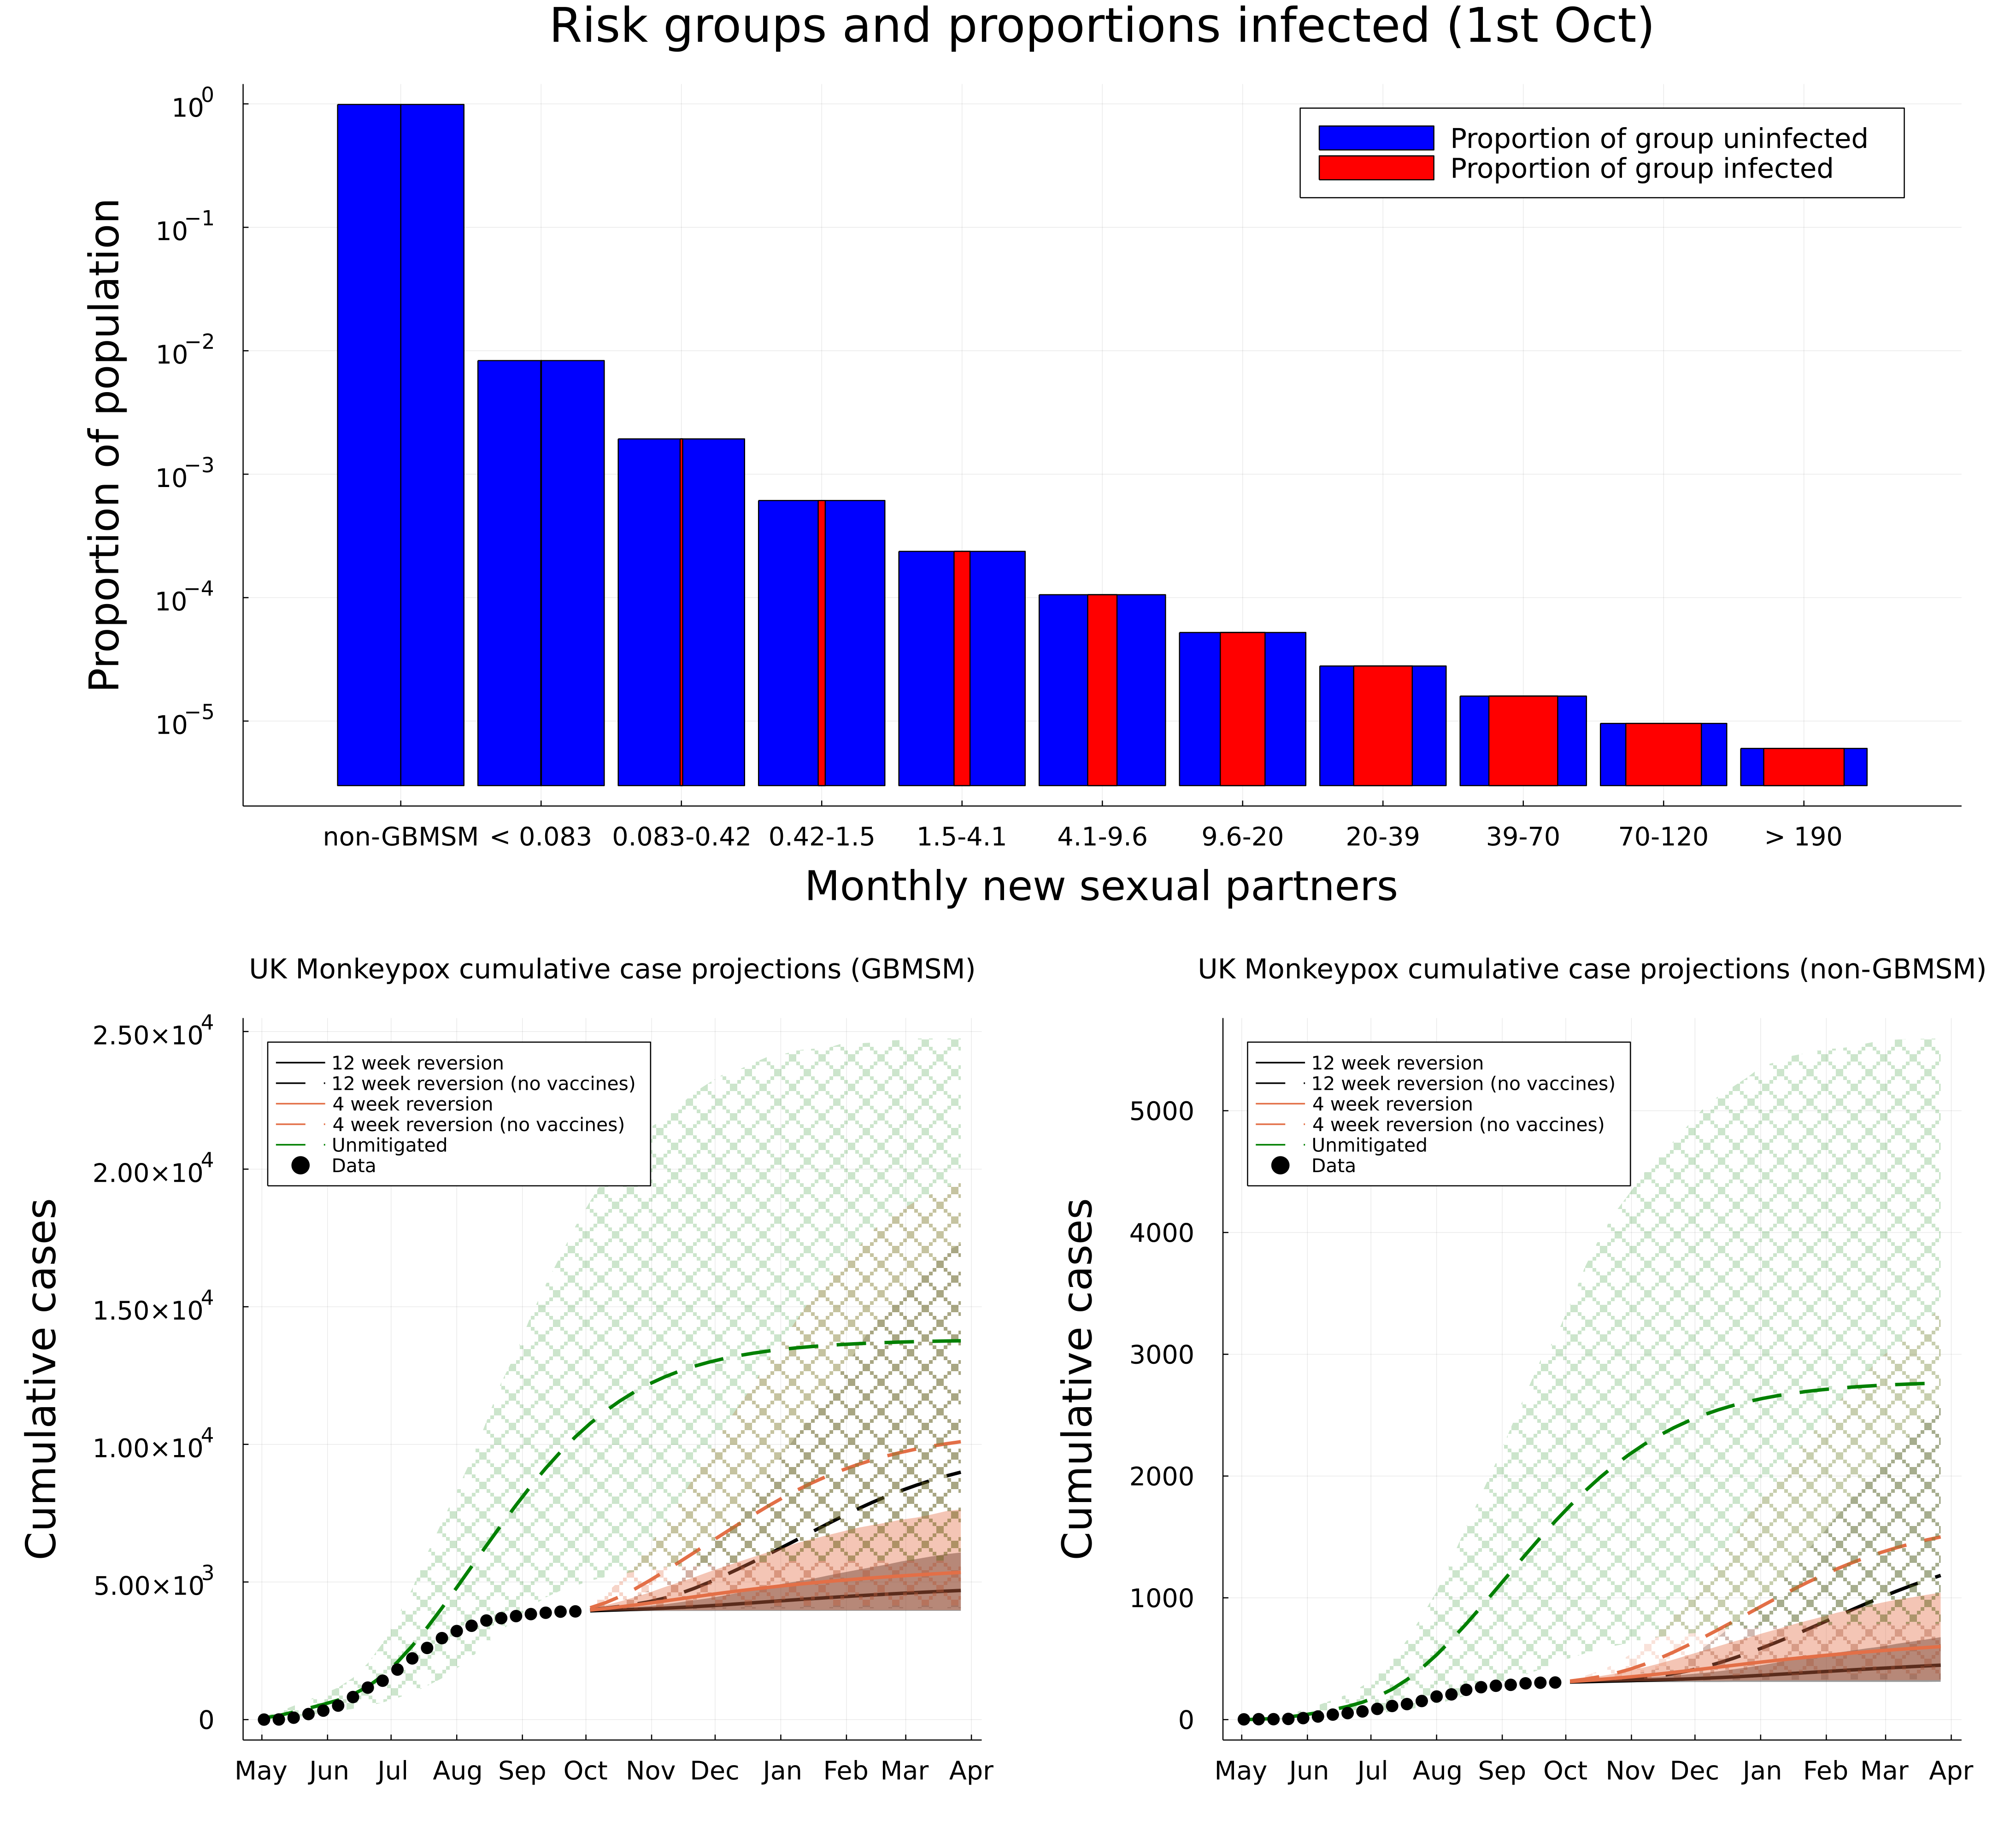 Risk groups and proportions infected (1st Oct)
Proportion of population
10^0
10^−1
10^−2
10^−3
10^−4
10^−5
Proportion of group uninfected
Proportion of group infected
non-GBMSM < 0.083 0.083-0.42 0.42-1.5 1.5-4.1 4.1-9.6 9.6-20 20-39 39-70 70-120 > 190
Monthly new sexual partners
UK Monkeypox cumulative case projections (GBMSM)
Cumulative cases
2.50×10^4
2.00×10^4
1.50×10^4
1.00×10^4
5.00×10^3
0
12 week reversion
12 week reversion (no vaccines)
4 week reversion
4 week reversion (no vaccines)
Unmitigated
Data
May Jun Jul Aug Sep Oct Nov Dec Jan Feb Mar Apr
UK Monkeypox cumulative case projections (non-GBMSM)
Cumulative cases
5000
4000
3000
2000
1000
0
12 week reversion
12 week reversion (no vaccines)
4 week reversion
4 week reversion (no vaccines)
Unmitigated
Data
May Jun Jul Aug Sep Oct Nov Dec Jan Feb Mar Apr